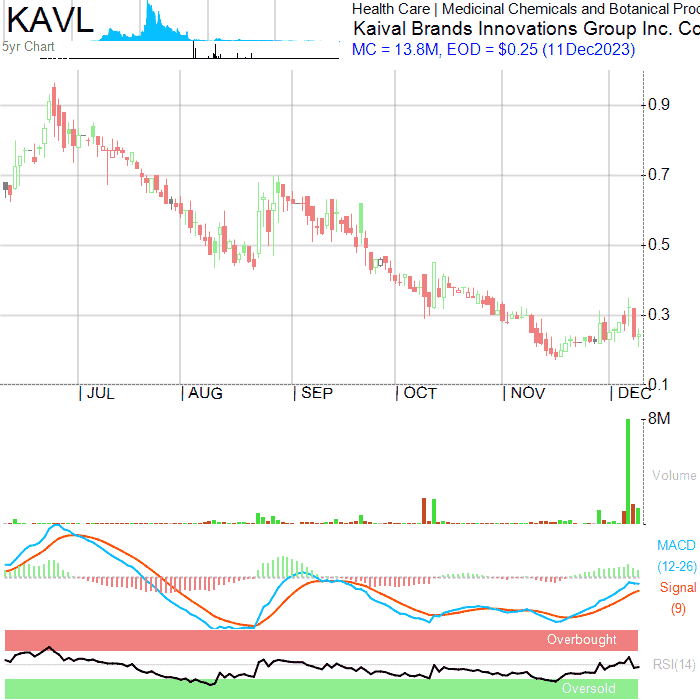 KAVL
5yr Chart
Health Care | Medicinal Chemicals and Botanical Proc
Kaival Brands Innovations Group Inc. Co
MC = 13.8M, EOD = $0.25 (11Dec2023)
0.9
0.7
0.5
0.3
0.1
| JUL | AUG | SEP | OCT | NOV | DEC
8M
Volume
MACD
(12-26)
Signal
(9)
Overbought
RSI(14)
Oversold